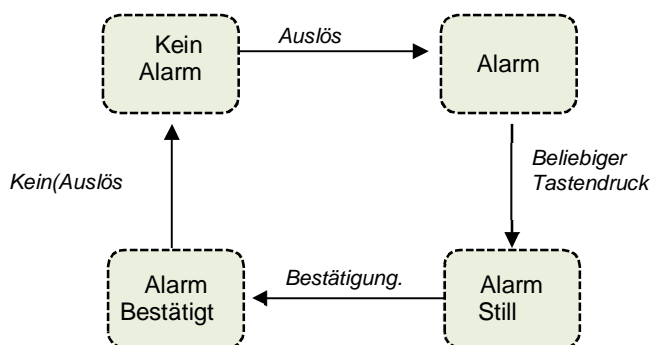 Kein
Alarm
Auslös
Alarm
Beliebiger
Tastendruck
Kein(Auslös
Alarm
Bestätigt
Bestätigung.
Alarm
Still